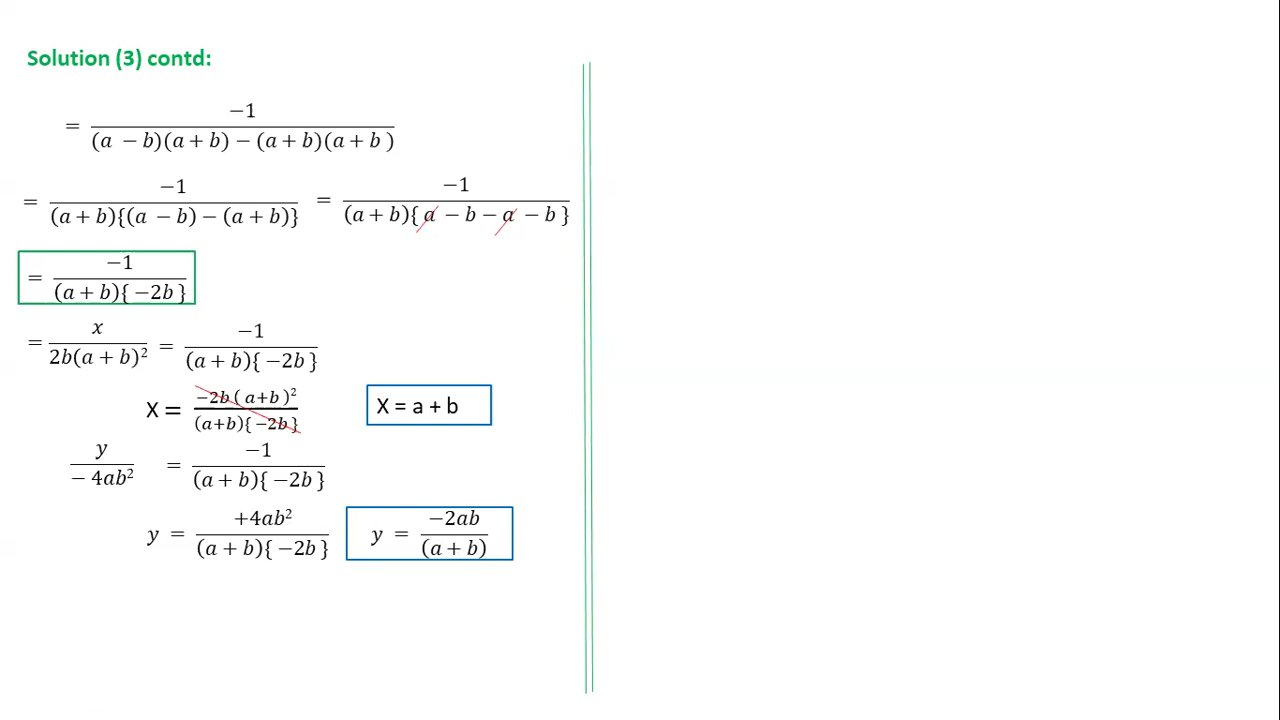 Solution (3) contd:
= −1 / (a − b)(a + b) − (a + b)(a + b )
= −1 / (a + b){(a − b) − (a + b)} = −1 / (a + b){ a − b − a − b }
= −1 / (a + b){ −2b }
= x / 2b(a + b)² = −1 / (a + b){ −2b }
X = −2b ( a+b )² / (a+b){ −2b } X = a + b
y / − 4ab² = −1 / (a + b){ −2b }
y = +4ab² / (a + b){ −2b } y = −2ab / (a + b)